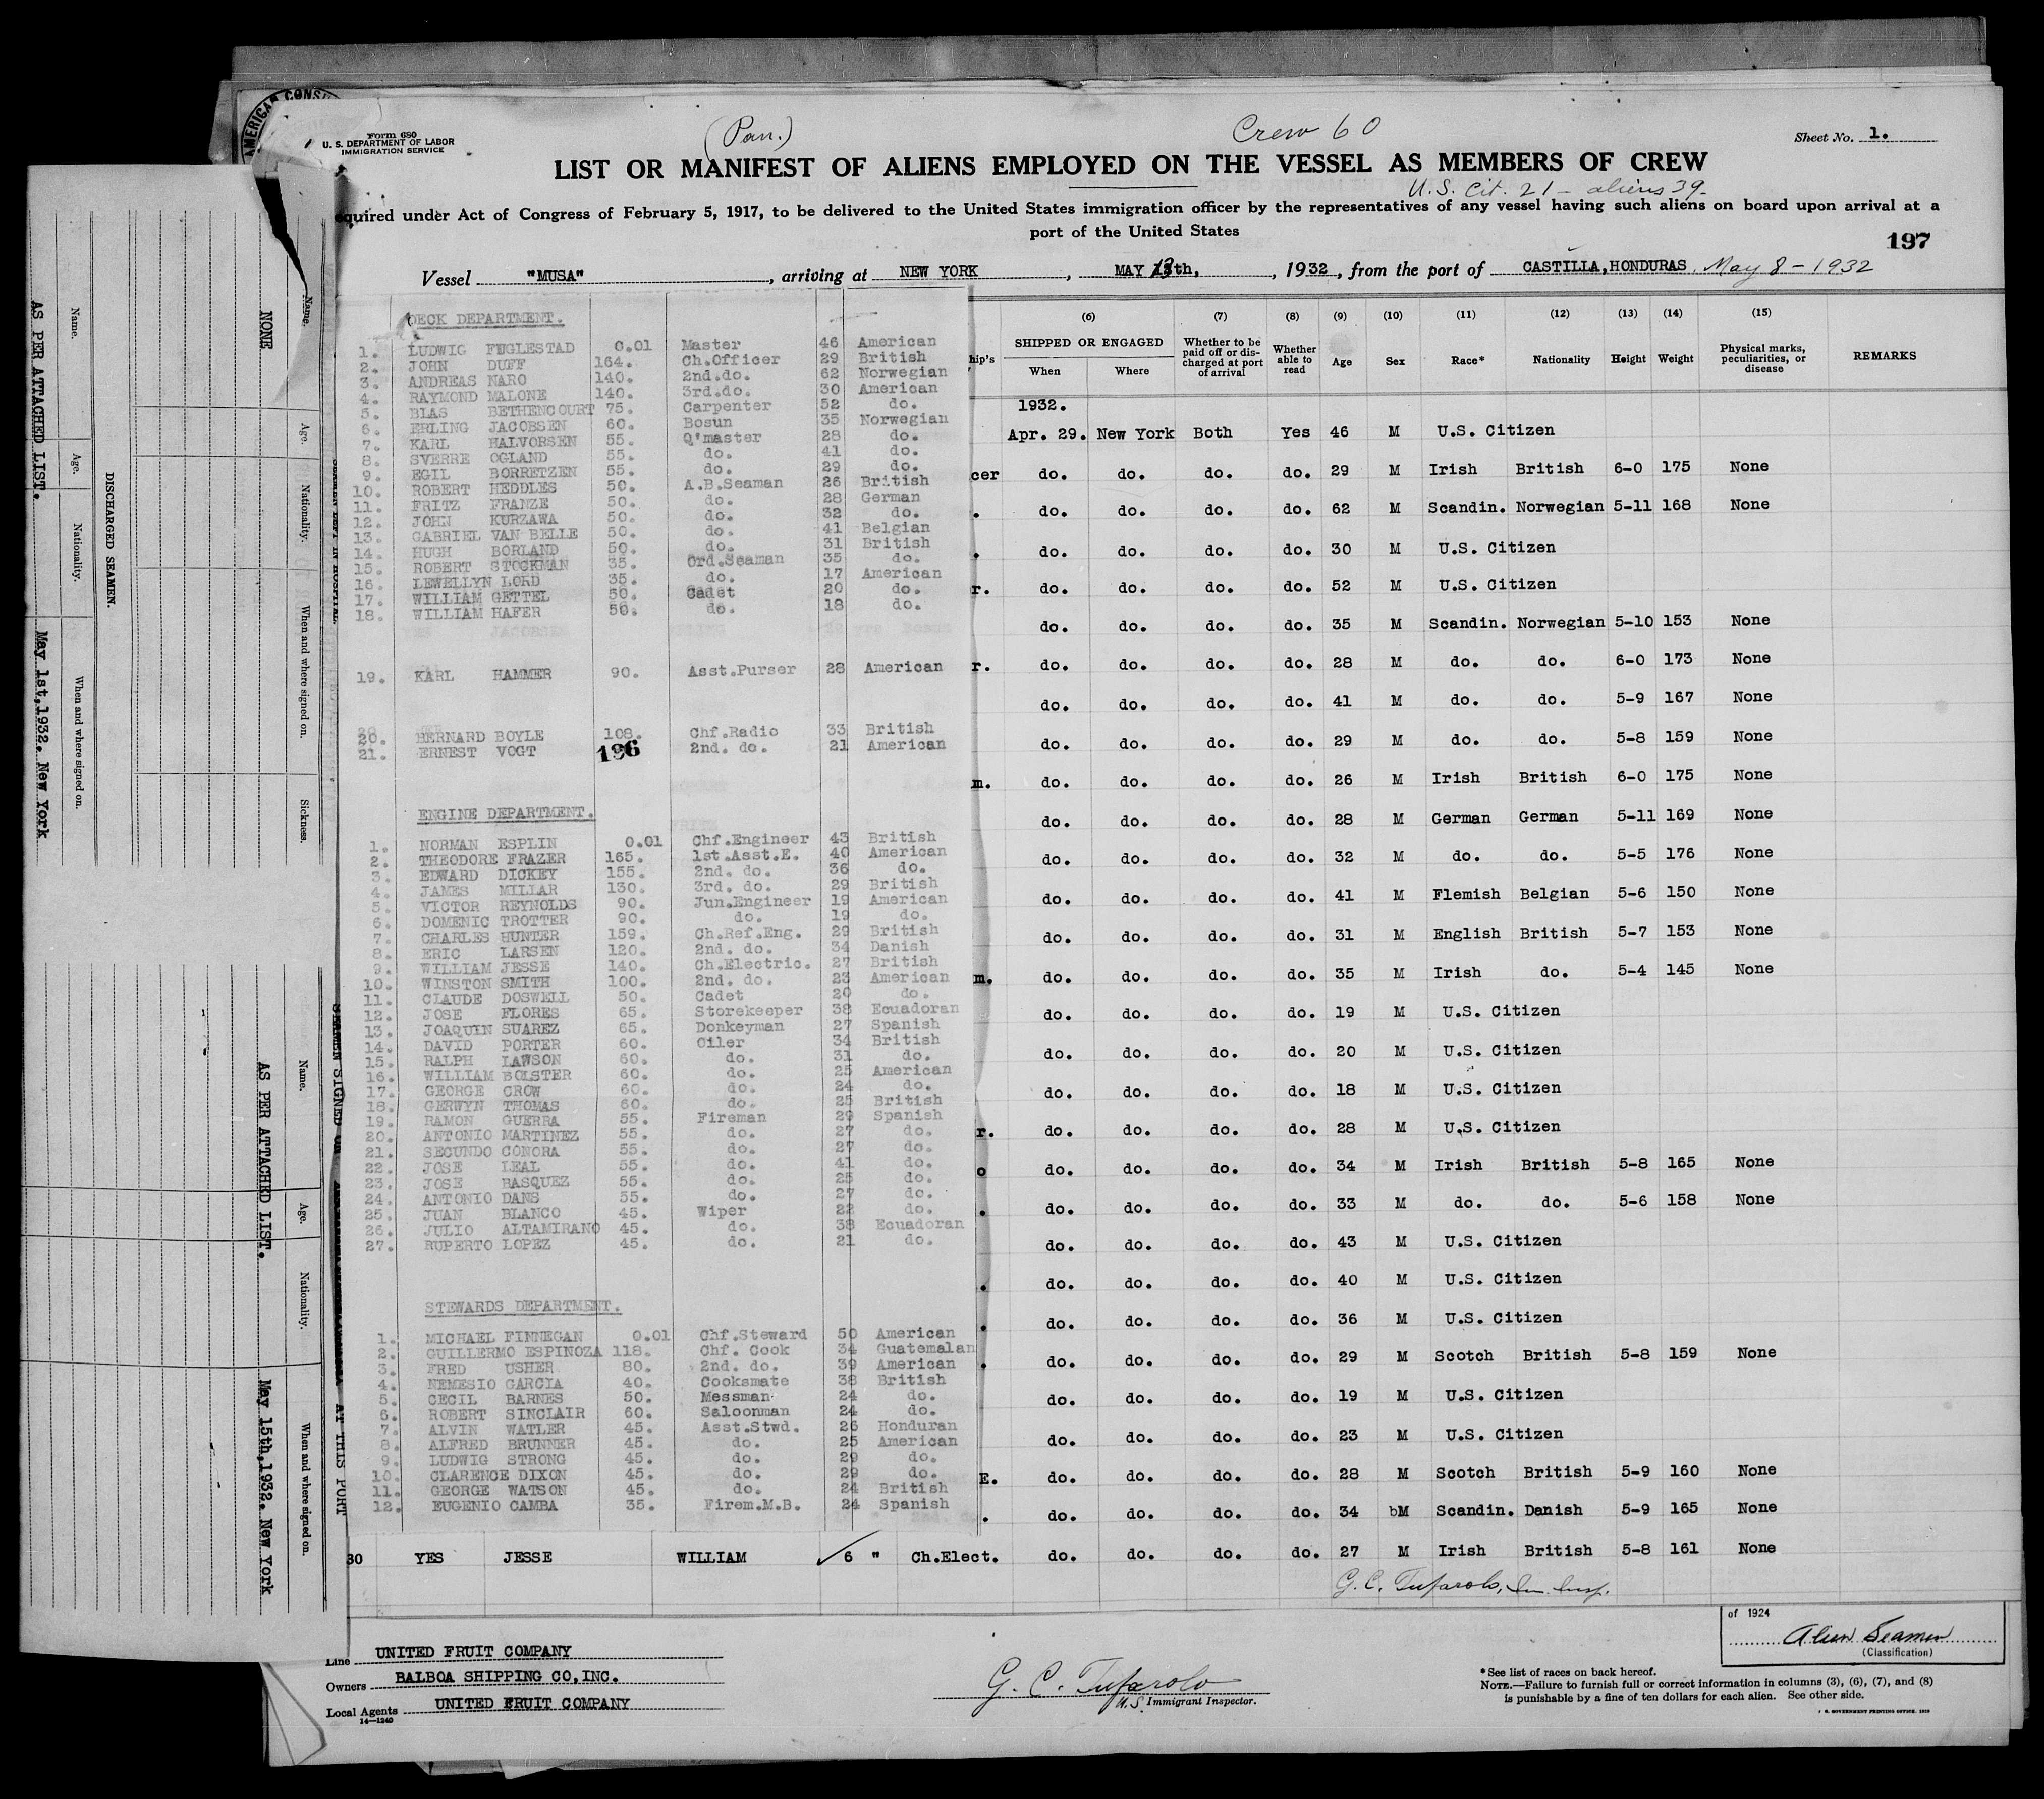 AMERICAN CONS
Form 680
U. S. DEPARTMENT OF LABOR
IMMIGRATION SERVICE
(Pan.)
Crew 60
Sheet No. 1.
LIST OR MANIFEST OF ALIENS EMPLOYED ON THE VESSEL AS MEMBERS OF CREW
U.S. Cit. 21 - aliens 39-
quired under Act of Congress of February 5, 1917, to be delivered to the United States immigration officer by the representatives of any vessel having such aliens on board upon arrival at a
port of the United States
197
Vessel "MUSA", arriving at NEW YORK, MAY 13th, 1932, from the port of CASTILLA, HONDURAS, May 8-1932
DECK DEPARTMENT.
1. LUDWIG FUGLESTAD 0.01 Master 46 American
2. JOHN DUFF 164. Ch.Officer 29 British
3. ANDREAS NARO 140. 2nd.do. 62 Norwegian
4. RAYMOND MALONE 140. 3rd.do. 30 American
5. BLAS BETHENCOURT 75. Carpenter 52 do.
6. ERLING JACOBSEN 60. Bosun 35 Norwegian
7. KARL HALVORSEN 55. Q'master 28 do.
8. SVERRE OGLAND 55. do. 41 do.
9. EGIL BORRETZEN 55. do. 29 do.
10. ROBERT HEDDLES 50. A.B.Seaman 26 British
11. FRITZ FRANZE 50. do. 28 German
12. JOHN KURZAWA 50. do. 32 do.
13. GABRIEL VAN BELLE 50. do. 41 Belgian
14. HUGH BORLAND 50. do. 31 British
15. ROBERT STOCKMAN 35. Ord.Seaman 35 do.
16. LEWELLYN LORD 35. do. 17 American
17. WILLIAM GETTEL 50. Cadet 20 do.
18. WILLIAM HAFER 50. do. 18 do.
19. KARL HAMMER 90. Asst.Purser 28 American
20. BERNARD BOYLE 108. Chf.Radio 33 British
21. ERNEST VOGT 2nd. do. 21 American
196
ENGINE DEPARTMENT.
1. NORMAN ESPLIN 0.01 Chf.Engineer 43 British
2. THEODORE FRAZER 165. 1st.Asst.E. 40 American
3. EDWARD DICKEY 155. 2nd. do. 36 do.
4. JAMES MILLAR 130. 3rd. do. 29 British
5. VICTOR REYNOLDS 90. Jun.Engineer 19 American
6. DOMENIC TROTTER 90. do. 19 do.
7. CHARLES HUNTER 159. Ch.Ref.Eng. 29 British
8. ERIC LARSEN 120. 2nd. do. 34 Danish
9. WILLIAM JESSE 140. Ch.Electric. 27 British
10. WINSTON SMITH 100. 2nd. do. 23 American
11. CLAUDE DOSWELL 50. Cadet 20 do.
12. JOSE FLORES 65. Storekeeper 38 Ecuadoran
13. JOAQUIN SUAREZ 65. Donkeyman 27 Spanish
14. DAVID PORTER 60. Oiler 34 British
15. RALPH LAWSON 60. do. 31 do.
16. WILLIAM BOLSTER 60. do. 25 American
17. GEORGE CROW 60. do. 24 do.
18. GERWYN THOMAS 60. do. 25 British
19. RAMON GUERRA 55. Fireman 29 Spanish
20. ANTONIO MARTINEZ 55. do. 27 do.
21. SECUNDO CONORA 55. do. 27 do.
22. JOSE LEAL 55. do. 41 do.
23. JOSE BASQUEZ 55. do. 25 do.
24. ANTONIO DANS 55. do. 27 do.
25. JUAN BLANCO 45. Wiper 22 do.
26. JULIO ALTAMIRANO 45. do. 38 Ecuadoran
27. RUPERTO LOPEZ 45. do. 21 do.
STEWARDS DEPARTMENT.
1. MICHAEL FINNEGAN 0.01 Chf.Steward 50 American
2. GUILLERMO ESPINOZA 118. Chf. Cook 34 Guatemalan
3. FRED USHER 80. 2nd. do. 39 American
4. NEMESIO GARCIA 40. Cooksmate 38 British
5. CECIL BARNES 50. Messman 24 do.
6. ROBERT SINCLAIR 60. Saloonman 24 do.
7. ALVIN WATLER 45. Asst.Stwd. 26 Honduran
8. ALFRED BRUNNER 45. do. 25 American
9. LUDWIG STRONG 45. do. 29 do.
10. CLARENCE DIXON 45. do. 29 do.
11. GEORGE WATSON 45. do. 24 British
12. EUGENIO CAMBA 35. Firem.M.B. 24 Spanish
hip's (6) (7) (8) (9) (10) (11) (12) (13) (14) (15)
SHIPPED OR ENGAGED When Where
Whether to be paid off or discharged at port of arrival
Whether able to read
Age Sex Race* Nationality Height Weight
Physical marks, peculiarities, or disease
REMARKS
1932.
Apr. 29. New York Both Yes 46 M U.S. Citizen
cer do. do. do. do. 29 M Irish British 6-0 175 None
. do. do. do. do. 62 M Scandin. Norwegian 5-11 168 None
. do. do. do. do. 30 M U.S. Citizen
r. do. do. do. do. 52 M U.S. Citizen
do. do. do. do. 35 M Scandin. Norwegian 5-10 153 None
r. do. do. do. do. 28 M do. do. 6-0 173 None
do. do. do. do. 41 M do. do. 5-9 167 None
do. do. do. do. 29 M do. do. 5-8 159 None
m. do. do. do. do. 26 M Irish British 6-0 175 None
do. do. do. do. 28 M German German 5-11 169 None
do. do. do. do. 32 M do. do. 5-5 176 None
do. do. do. do. 41 M Flemish Belgian 5-6 150 None
do. do. do. do. 31 M English British 5-7 153 None
m. do. do. do. do. 35 M Irish do. 5-4 145 None
do. do. do. do. 19 M U.S. Citizen
do. do. do. do. 20 M U.S. Citizen
do. do. do. do. 18 M U.S. Citizen
r. do. do. do. do. 28 M U.S. Citizen
o do. do. do. do. 34 M Irish British 5-8 165 None
. do. do. do. do. 33 M do. do. 5-6 158 None
do. do. do. do. 43 M U.S. Citizen
. do. do. do. do. 40 M U.S. Citizen
. do. do. do. do. 36 M U.S. Citizen
. do. do. do. do. 29 M Scotch British 5-8 159 None
do. do. do. do. 19 M U.S. Citizen
do. do. do. do. 23 M U.S. Citizen
E. do. do. do. do. 28 M Scotch British 5-9 160 None
. do. do. do. do. 34 bM Scandin. Danish 5-9 165 None
30 YES JESSE WILLIAM ✓ 6 " Ch.Elect. do. do. do. do. 27 M Irish British 5-8 161 None
G. C. Tufarolo, Im. Insp.
Line UNITED FRUIT COMPANY
Owners BALBOA SHIPPING CO, INC.
Local Agents UNITED FRUIT COMPANY
14-1240
G. C. Tufarolo
U.S. Immigrant Inspector.
of 1924
Alien Seamen
(Classification)
*See list of races on back hereof.
NOTE.—Failure to furnish full or correct information in columns (3), (6), (7), and (8)
is punishable by a fine of ten dollars for each alien. See other side.
GOVERNMENT PRINTING OFFICE
Name. Age. Nationality. When and where signed on. Sickness.
NONE
DISCHARGED SEAMEN.
Name. Age. Nationality. When and where signed on.
AS PER ATTACHED LIST. May 1st, 1932. New York
SEAMEN SIGNED ON AT THIS PORT
Name. Age. Nationality. When and where signed on.
AS PER ATTACHED LIST. May 15th, 1932. New York